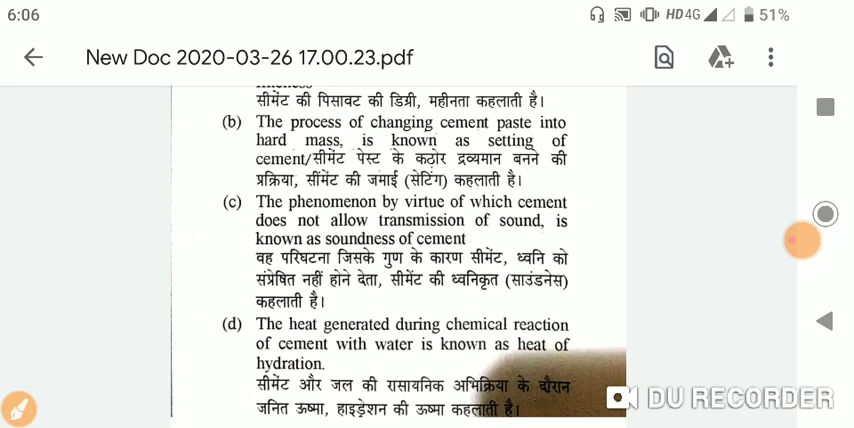 6:06 HD 4G 51%
New Doc 2020-03-26 17.00.23.pdf
सीमेंट की पिसावट की डिग्री, महीनता कहलाती है।
(b) The process of changing cement paste into
hard mass, is known as setting of
cement/सीमेंट पेस्ट के कठोर द्रव्यमान बनने की
प्रक्रिया, सीमेंट की जमाई (सेटिंग) कहलाती है।
(c) The phenomenon by virtue of which cement
does not allow transmission of sound, is
known as soundness of cement
वह परिघटना जिसके गुण के कारण सीमेंट, ध्वनि को
संप्रेषित नहीं होने देता, सीमेंट की ध्वनिकृत (साउंडनेस)
कहलाती है।
(d) The heat generated during chemical reaction
of cement with water is known as heat of
hydration.
सीमेंट और जल की रासायनिक अभिक्रिया के दौरान
जनित ऊष्मा, हाइड्रेशन की ऊष्मा कहलाती है।
DU RECORDER